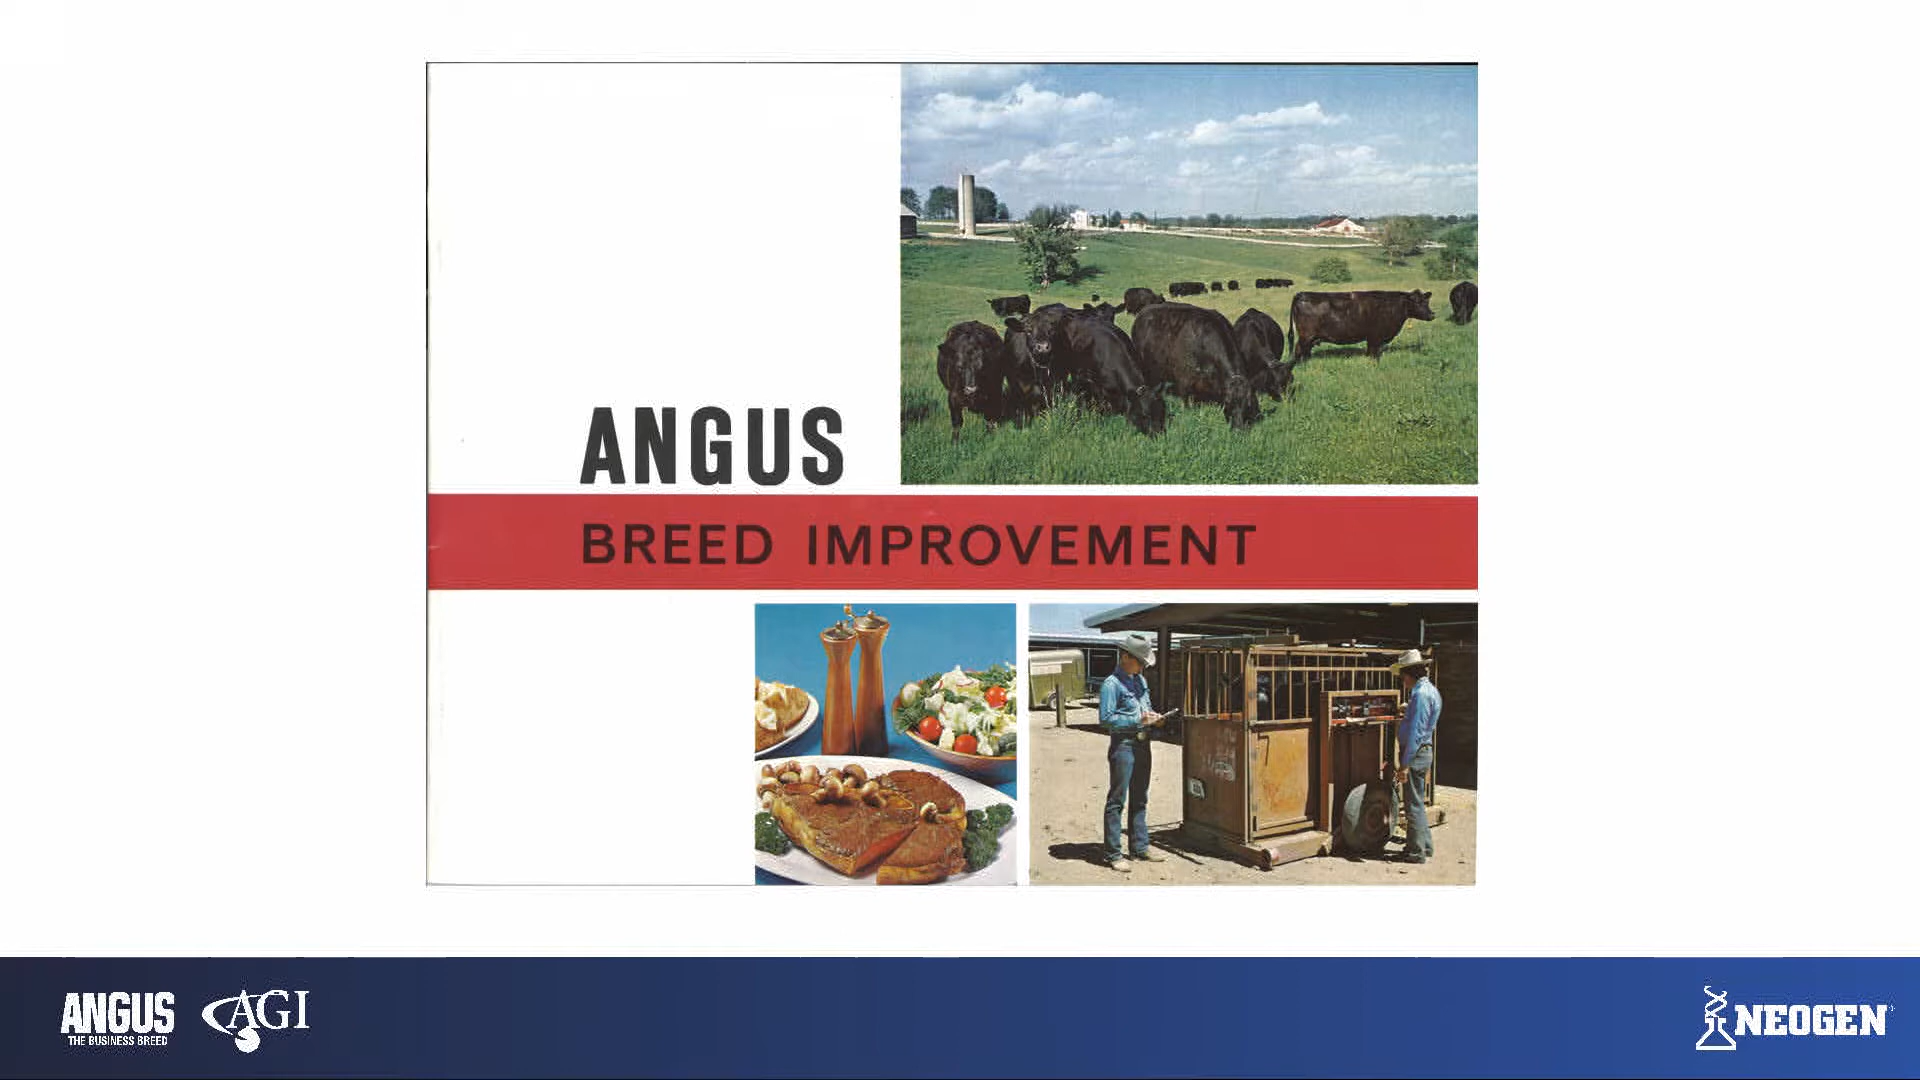 ANGUS
BREED IMPROVEMENT
ANGUS
THE BUSINESS BREED
AGI
NEOGEN